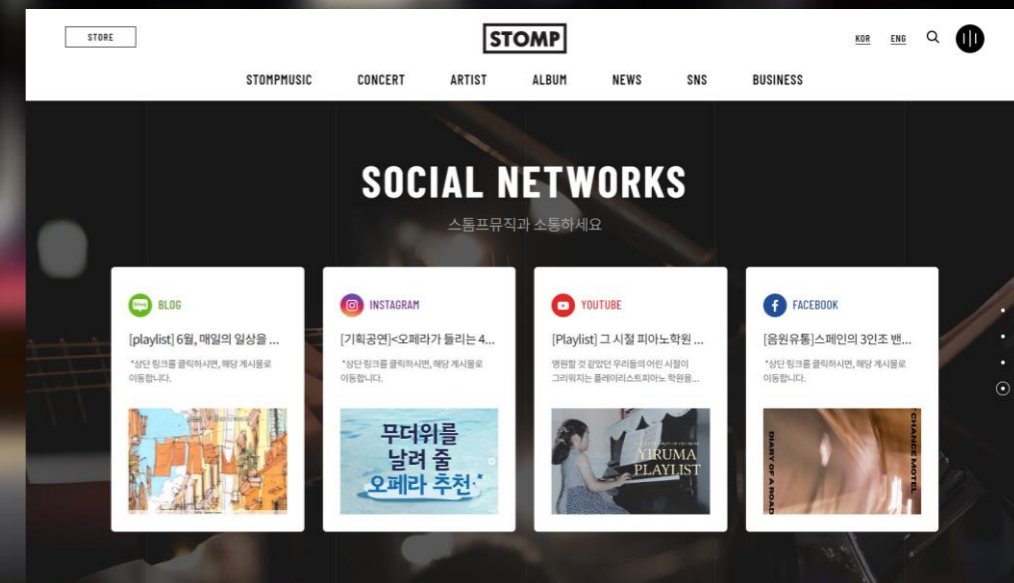 STORE
STOMP
KOR ENG
STOMPMUSIC CONCERT ARTIST ALBUM NEWS SNS BUSINESS
SOCIAL NETWORKS
스톰프뮤직과 소통하세요
BLOG
[playlist] 6월, 매일의 일상을 ...
*상단 링크를 클릭하시면, 해당 게시물로
이동합니다.
INSTAGRAM
[기획공연]<오페라가 들리는 4...
*상단 링크를 클릭하시면, 해당 게시물로
이동합니다.
무더위를
날려 줄
오페라 추천
YOUTUBE
[Playlist] 그 시절 피아노학원 ...
영원할 것 같았던 우리들의 어린 시절이
그리워지는 플레이리스트피아노 학원을...
YIRUMA
PLAYLIST
FACEBOOK
[음원유통]스페인의 3인조 밴...
*상단 링크를 클릭하시면, 해당 게시물로
이동합니다.
DIARY OF A ROAD
CHANCE MOTEL